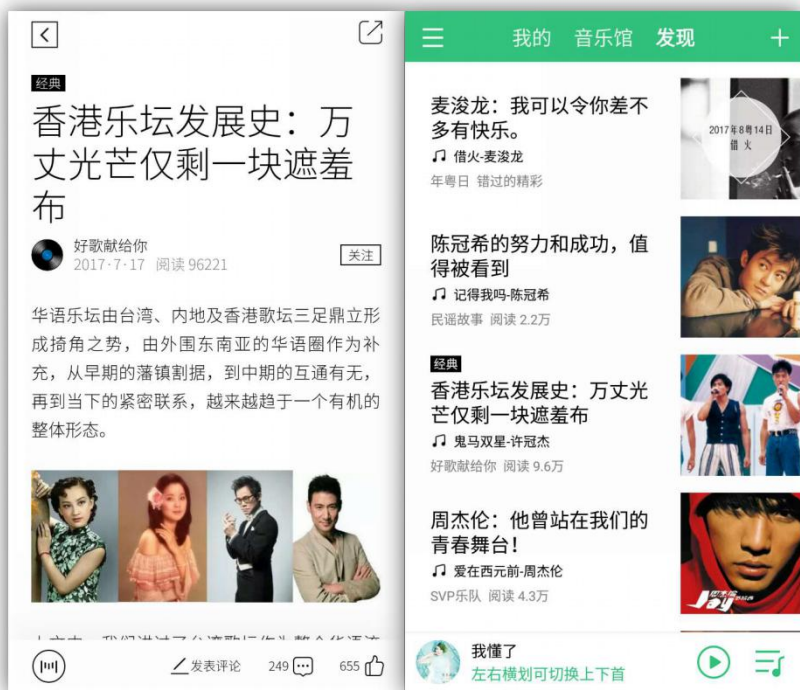 经典
香港乐坛发展史：万
丈光芒仅剩一块遮羞
布
好歌献给你
2017·7·17 阅读 96221
关注
华语乐坛由台湾、内地及香港歌坛三足鼎立形
成掎角之势，由外围东南亚的华语圈作为补
充，从早期的藩镇割据，到中期的互通有无，
再到当下的紧密联系，越来越趋于一个有机的
整体形态。
发表评论 249 655
我的 音乐馆 发现
麦浚龙：我可以令你差不
多有快乐。
借火-麦浚龙
年粤日 错过的精彩
2017年8粤14日
借火
陈冠希的努力和成功，值
得被看到
记得我吗-陈冠希
民谣故事 阅读 2.2万
经典
香港乐坛发展史：万丈光
芒仅剩一块遮羞布
鬼马双星-许冠杰
好歌献给你 阅读 9.6万
周杰伦：他曾站在我们的
青春舞台！
爱在西元前-周杰伦
SVP乐队 阅读 4.3万
Jay
我懂了
左右横划可切换上下首